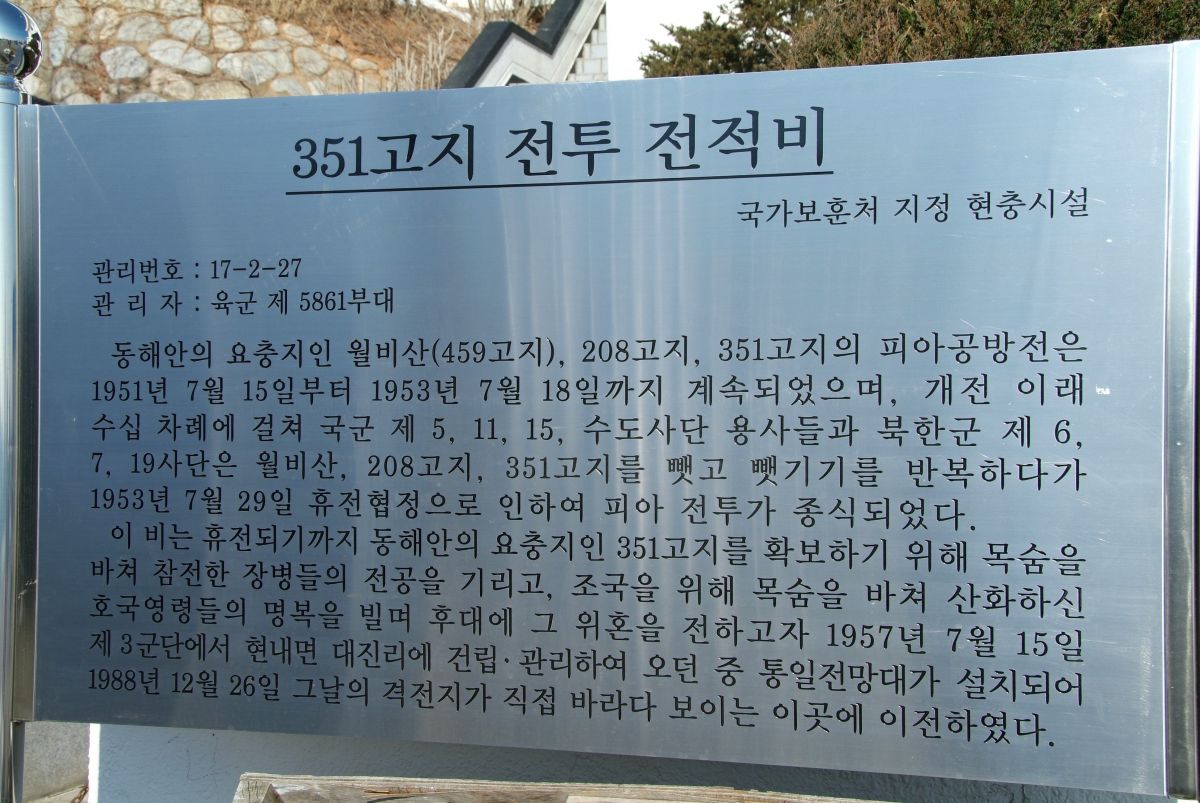 351고지 전투 전적비
국가보훈처 지정 현충시설
관리번호 : 17-2-27
관 리 자 : 육군 제 5861부대
동해안의 요충지인 월비산(459고지), 208고지, 351고지의 피아공방전은
1951년 7월 15일부터 1953년 7월 18일까지 계속되었으며, 개전 이래
수십 차례에 걸쳐 국군 제 5, 11, 15, 수도사단 용사들과 북한군 제 6,
7, 19사단은 월비산, 208고지, 351고지를 뺏고 뺏기기를 반복하다가
1953년 7월 29일 휴전협정으로 인하여 피아 전투가 종식되었다.
이 비는 휴전되기까지 동해안의 요충지인 351고지를 확보하기 위해 목숨을
바쳐 참전한 장병들의 전공을 기리고, 조국을 위해 목숨을 바쳐 산화하신
호국영령들의 명복을 빌며 후대에 그 위혼을 전하고자 1957년 7월 15일
제 3군단에서 현내면 대진리에 건립·관리하여 오던 중 통일전망대가 설치되어
1988년 12월 26일 그날의 격전지가 직접 바라다 보이는 이곳에 이전하였다.